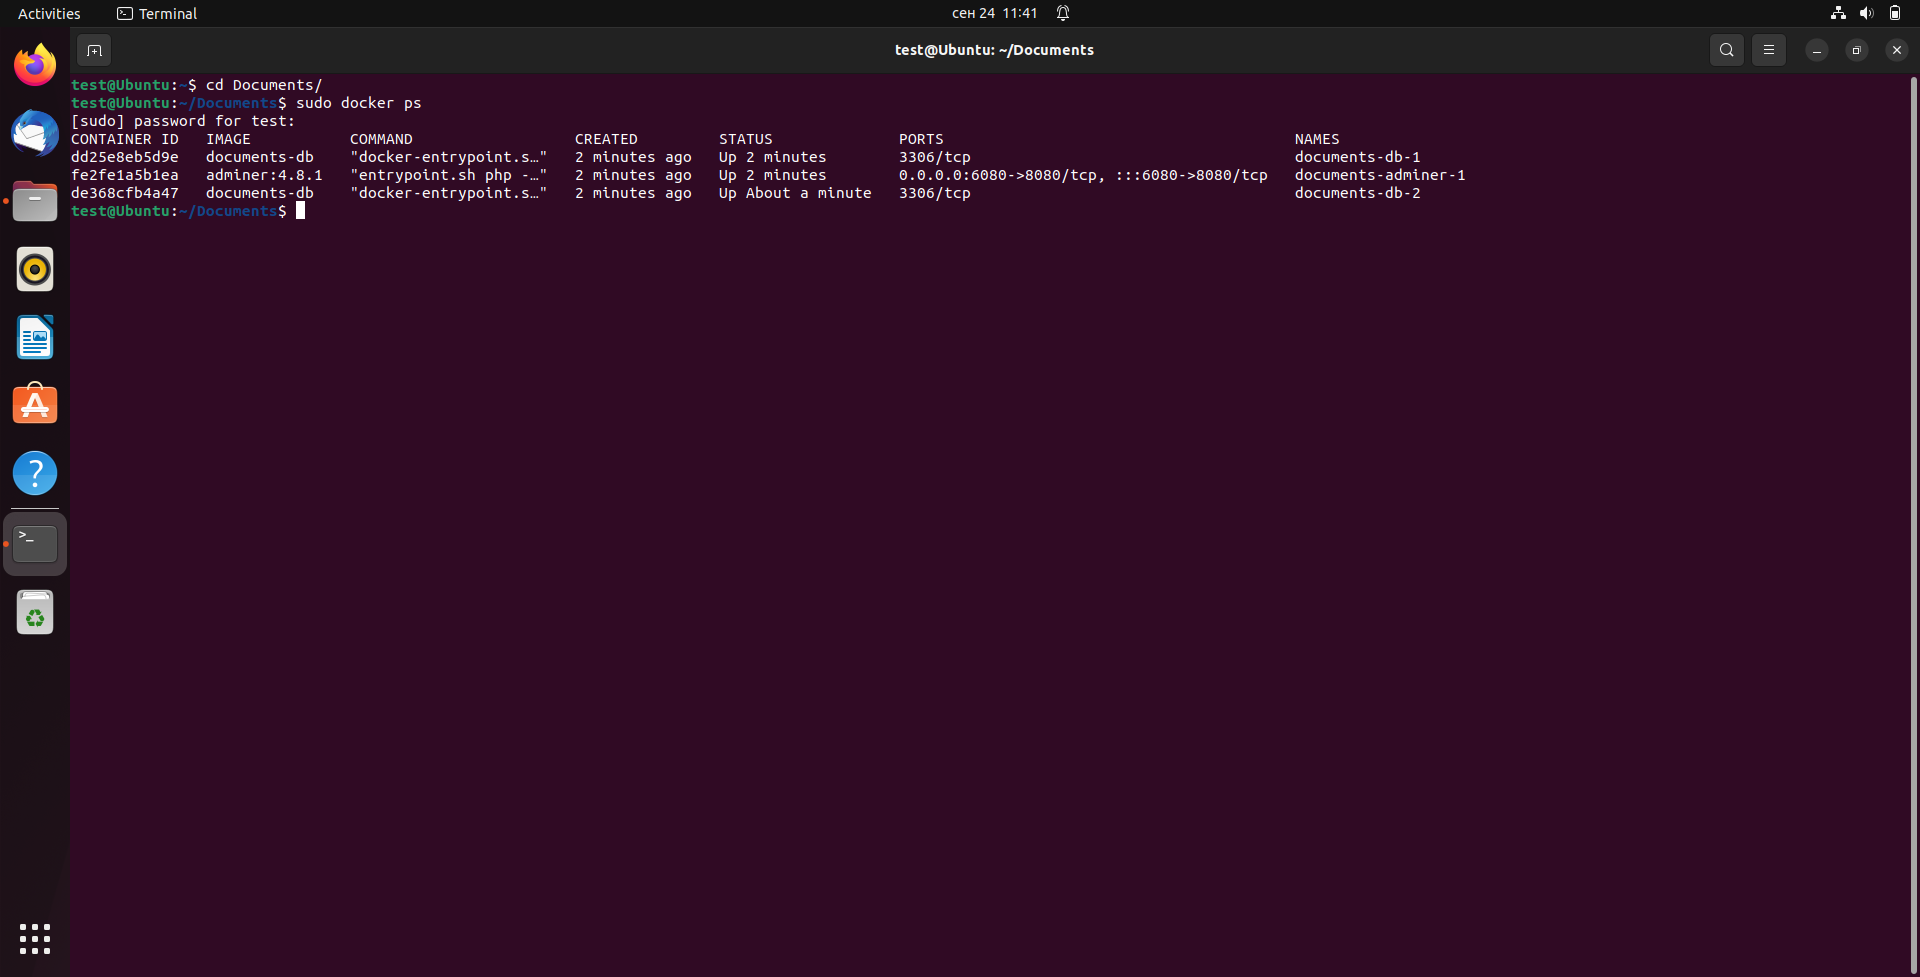 Activities Terminal сен 24 11:41
test@Ubuntu: ~/Documents
test@Ubuntu:~$ cd Documents/
test@Ubuntu:~/Documents$ sudo docker ps
[sudo] password for test:
CONTAINER ID   IMAGE           COMMAND                  CREATED         STATUS              PORTS                                       NAMES
dd25e8eb5d9e   documents-db    "docker-entrypoint.s…"   2 minutes ago   Up 2 minutes        3306/tcp                                    documents-db-1
fe2fe1a5b1ea   adminer:4.8.1   "entrypoint.sh php -…"   2 minutes ago   Up 2 minutes        0.0.0.0:6080->8080/tcp, :::6080->8080/tcp   documents-adminer-1
de368cfb4a47   documents-db    "docker-entrypoint.s…"   2 minutes ago   Up About a minute   3306/tcp                                    documents-db-2
test@Ubuntu:~/Documents$